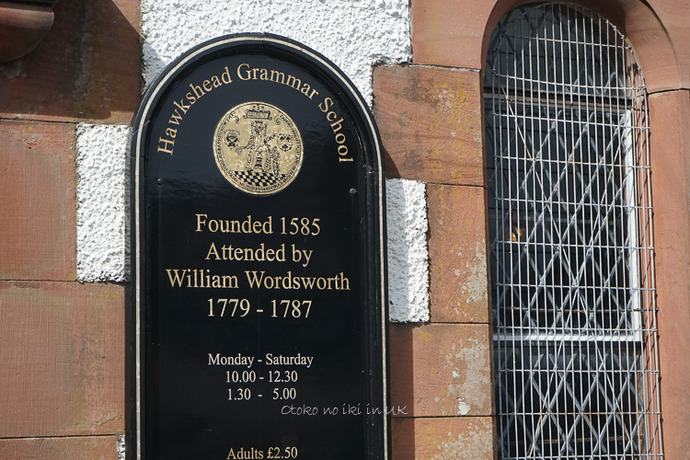 Hawkshead Grammar School
Founded 1585
Attended by
William Wordsworth
1779 - 1787
Monday - Saturday
10.00 - 12.30
1.30 - 5.00
Otoko no iki in UK
Adults £2.50